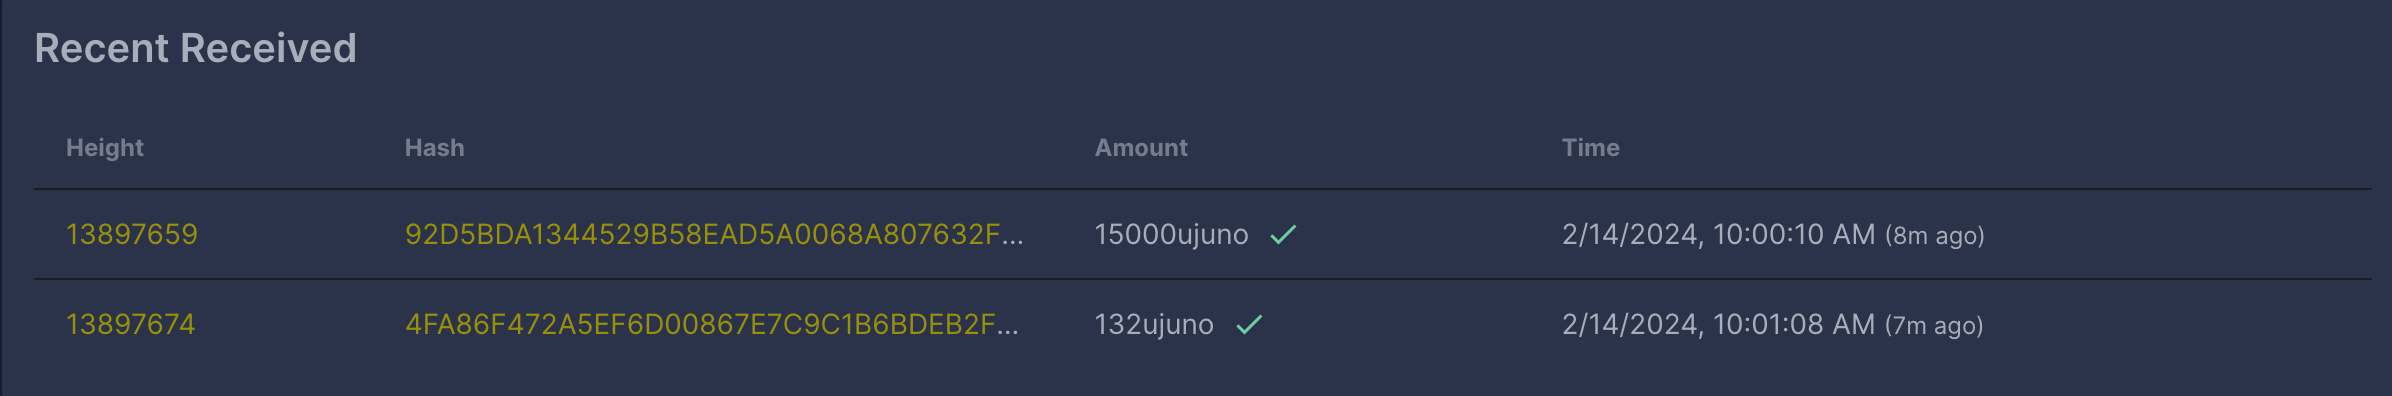 Recent Received
Height Hash Amount Time
13897659 92D5BDA1344529B58EAD5A0068A807632F... 15000ujuno ✓ 2/14/2024, 10:00:10 AM (8m ago)
13897674 4FA86F472A5EF6D00867E7C9C1B6BDEB2F... 132ujuno ✓ 2/14/2024, 10:01:08 AM (7m ago)